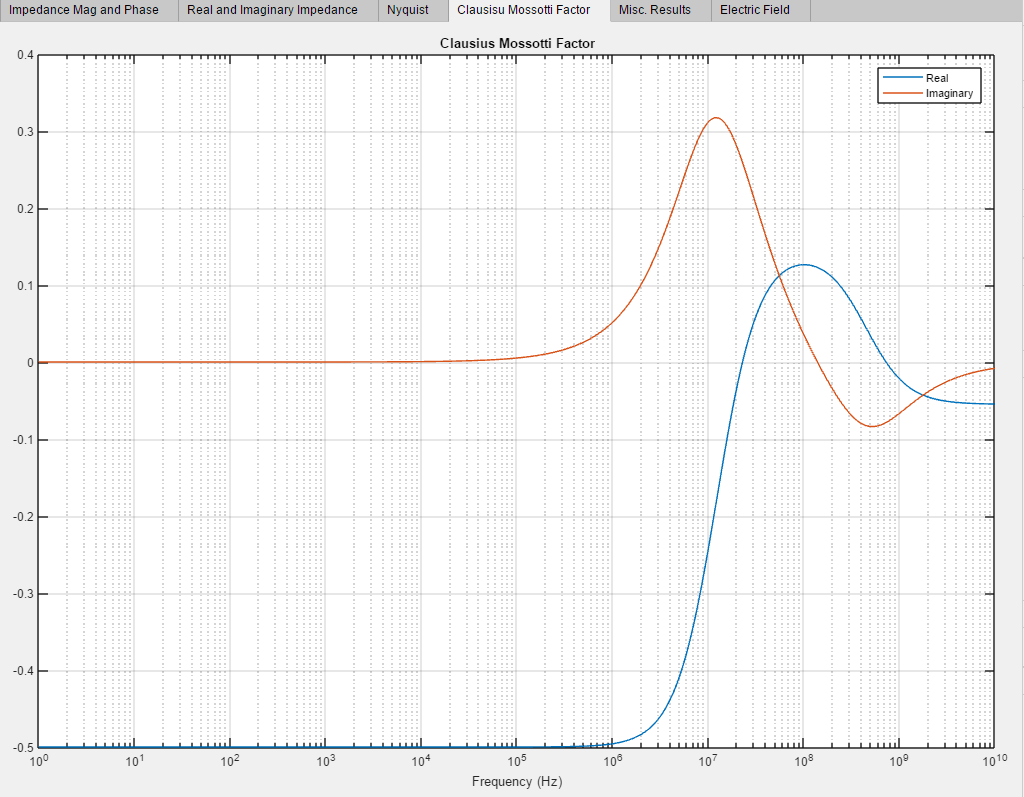 Impedance Mag and Phase Real and Imaginary Impedance Nyquist Clausisu Mossotti Factor Misc. Results Electric Field
Clausius Mossotti Factor
Real
Imaginary
0.4
0.3
0.2
0.1
0
-0.1
-0.2
-0.3
-0.4
-0.5
10^0 10^1 10^2 10^3 10^4 10^5 10^6 10^7 10^8 10^9 10^10
Frequency (Hz)